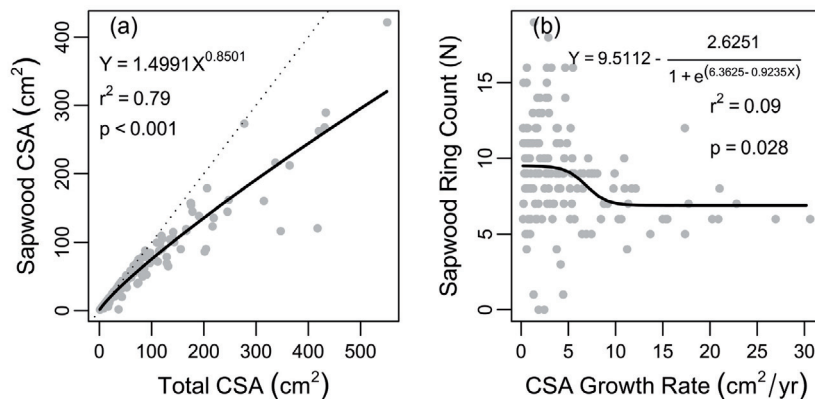 (a)
Y = 1.4991X^0.8501
r² = 0.79
p < 0.001
400
300
200
100
0
Sapwood CSA (cm²)
0 100 200 300 400 500
Total CSA (cm²)
(b)
Y = 9.5112 - 2.6251
1 + e^(6.3625-0.9235X)
r² = 0.09
p = 0.028
15
10
5
0
Sapwood Ring Count (N)
0 5 10 15 20 25 30
CSA Growth Rate (cm²/yr)